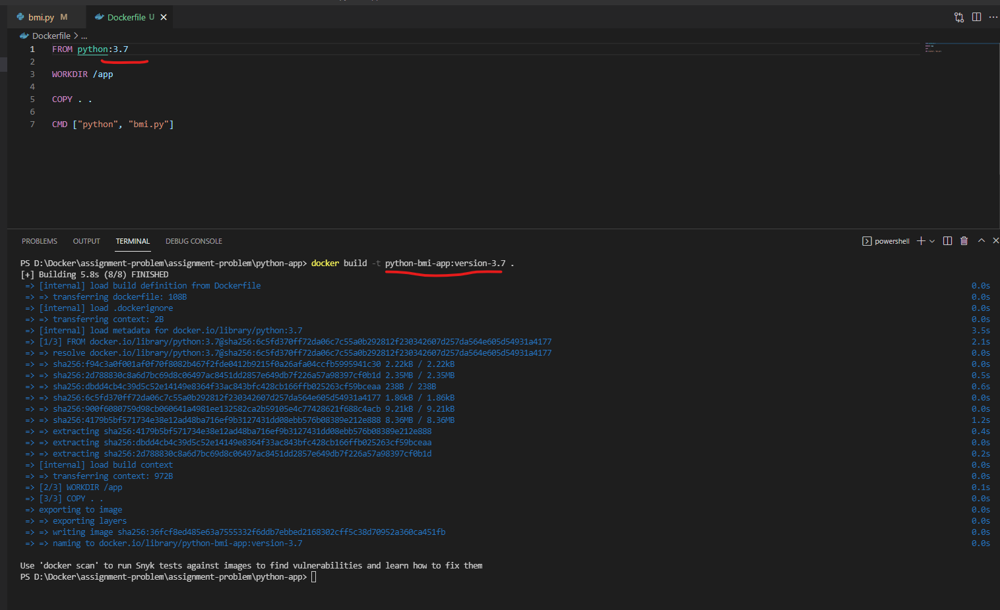 bmi.py M
Dockerfile U
Dockerfile > ...
1 FROM python:3.7
2
3 WORKDIR /app
4
5 COPY . .
6
7 CMD ["python", "bmi.py"]
PROBLEMS OUTPUT TERMINAL DEBUG CONSOLE
powershell
PS D:\Docker\assignment-problem\assignment-problem\python-app> docker build -t python-bmi-app:version-3.7 .
[+] Building 5.8s (8/8) FINISHED
=> [internal] load build definition from Dockerfile 0.0s
=> => transferring dockerfile: 108B 0.0s
=> [internal] load .dockerignore 0.0s
=> => transferring context: 2B 0.0s
=> [internal] load metadata for docker.io/library/python:3.7 3.5s
=> [1/3] FROM docker.io/library/python:3.7@sha256:6c5fd370ff72da06c7c55a0b292812f230342607d257da564e605d54931a4177 2.1s
=> => resolve docker.io/library/python:3.7@sha256:6c5fd370ff72da06c7c55a0b292812f230342607d257da564e605d54931a4177 0.0s
=> => sha256:f94c3a0f001af0f70f8082b467f2fde0412b9215f0a26afa04ccfb5995941c30 2.22kB / 2.22kB 0.0s
=> => sha256:2d788830c8a6d7bc69d8c06497ac8451dd2857e649db7f226a57a98397cf0b1d 2.35MB / 2.35MB 0.5s
=> => sha256:dbdd4cb4c39d5c52e14149e8364f33ac843bfc428cb166ffb025263cf59bceaa 238B / 238B 0.6s
=> => sha256:6c5fd370ff72da06c7c55a0b292812f230342607d257da564e605d54931a4177 1.86kB / 1.86kB 0.0s
=> => sha256:900f6080759d98cb060641a4981ee132582ca2b59105e4c77428621f688c4acb 9.21kB / 9.21kB 0.0s
=> => sha256:4179b5bf571734e38e12ad48ba716ef9b3127431dd08ebb576b08389e212e888 8.36MB / 8.36MB 1.2s
=> => extracting sha256:4179b5bf571734e38e12ad48ba716ef9b3127431dd08ebb576b08389e212e888 0.4s
=> => extracting sha256:dbdd4cb4c39d5c52e14149e8364f33ac843bfc428cb166ffb025263cf59bceaa 0.0s
=> => extracting sha256:2d788830c8a6d7bc69d8c06497ac8451dd2857e649db7f226a57a98397cf0b1d 0.2s
=> [internal] load build context 0.0s
=> => transferring context: 972B 0.0s
=> [2/3] WORKDIR /app 0.1s
=> [3/3] COPY . . 0.0s
=> exporting to image 0.0s
=> => exporting layers 0.0s
=> => writing image sha256:36fcf8ed485e63a7555332f6ddb7ebbed2168302cff5c38d70952a360ca451fb 0.0s
=> => naming to docker.io/library/python-bmi-app:version-3.7 0.0s
Use 'docker scan' to run Snyk tests against images to find vulnerabilities and learn how to fix them
PS D:\Docker\assignment-problem\assignment-problem\python-app>